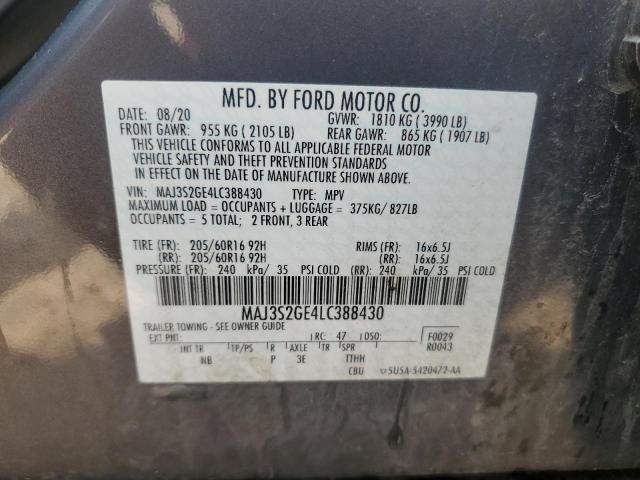 MFD. BY FORD MOTOR CO.
DATE: 08/20 GVWR: 1810 KG ( 3990 LB)
FRONT GAWR: 955 KG ( 2105 LB) REAR GAWR: 865 KG ( 1907 LB)
THIS VEHICLE CONFORMS TO ALL APPLICABLE FEDERAL MOTOR
VEHICLE SAFETY AND THEFT PREVENTION STANDARDS
IN EFFECT ON THE DATE OF MANUFACTURE SHOWN ABOVE.
VIN: MAJ3S2GE4LC388430 TYPE: MPV
MAXIMUM LOAD = OCCUPANTS + LUGGAGE = 375KG/ 827LB
OCCUPANTS = 5 TOTAL; 2 FRONT, 3 REAR
TIRE (FR): 205/60R16 92H RIMS (FR): 16x6.5J
(RR): 205/60R16 92H (RR): 16x6.5J
PRESSURE (FR): 240 kPa/ 35 PSI COLD (RR): 240 kPa/ 35 PSI COLD
MAJ3S2GE4LC388430
TRAILER TOWING - SEE OWNER GUIDE
EXT PNT: RC: 47 DSO: F0029
R0043
INT TR TP/PS R AXLE TR SPR
NB P 3E TTHH
CBU 5U5A-5420472-AA